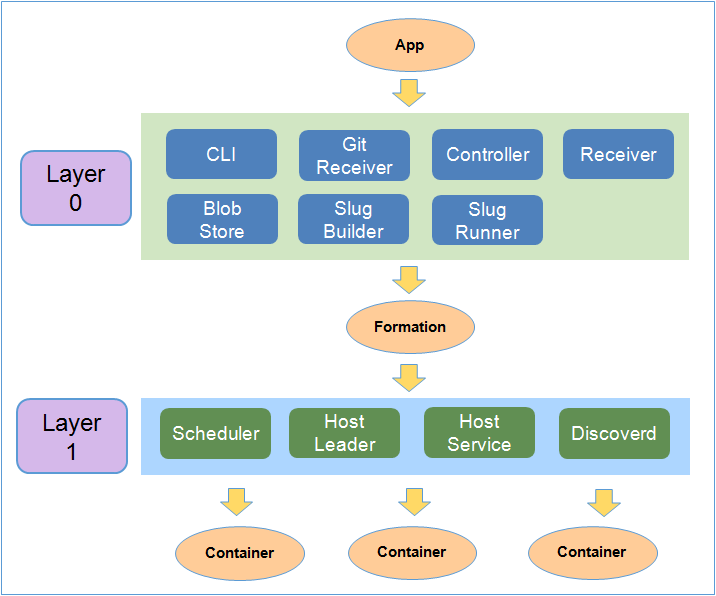 App
CLI
Git
Receiver
Controller
Receiver
Layer
0
Blob
Store
Slug
Builder
Slug
Runner
Formation
Layer
1
Scheduler
Host
Leader
Host
Service
Discoverd
Container
Container
Container